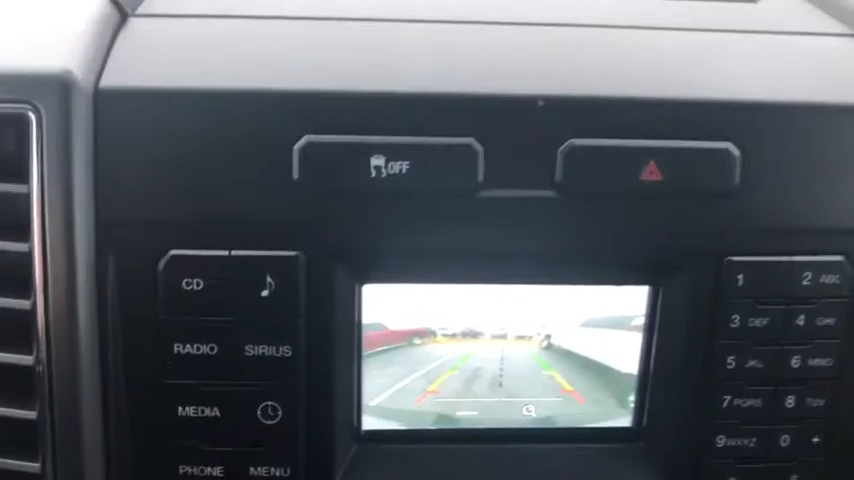 OFF
CD
RADIO SIRIUS
MEDIA
PHONE MENU
1 2 ABC
3 DEF 4 GHI
5 JKL 6 MNO
7 PQRS 8 TUV
9 WXYZ 0 +